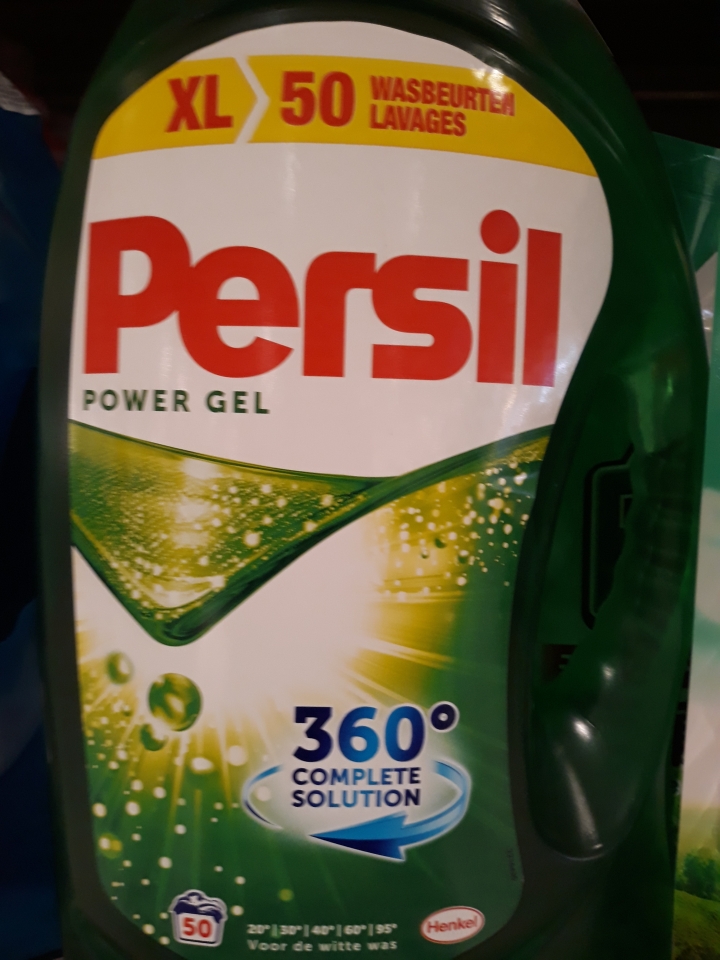 XL 50 WASBEURTEN
LAVAGES
Persil
POWER GEL
360°
COMPLETE
SOLUTION
50
20°|30°|40°|60°|95°
Voor de witte was
Henkel